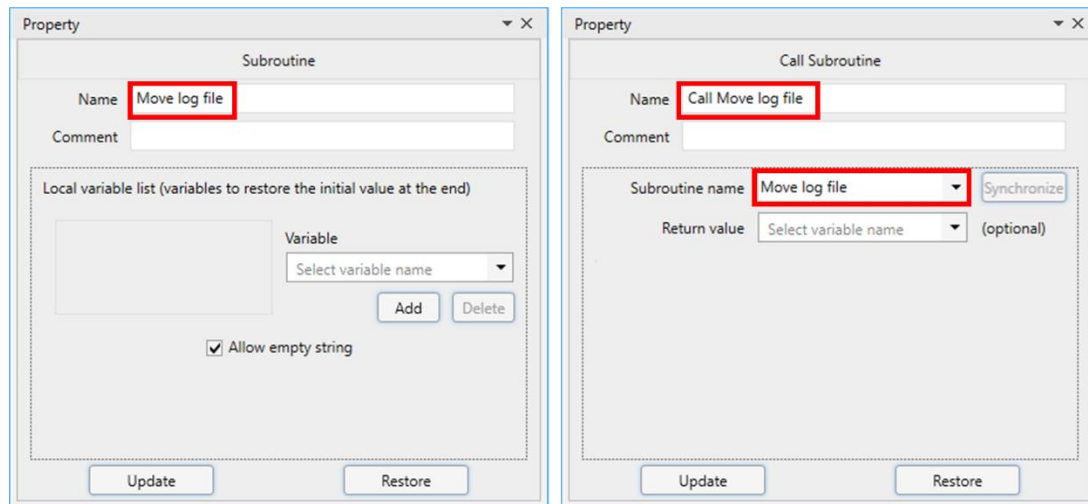 Property
Subroutine
Name Move log file
Comment
Local variable list (variables to restore the initial value at the end)
Variable
Select variable name
Add Delete
Allow empty string
Update Restore
Property
Call Subroutine
Name Call Move log file
Comment
Subroutine name Move log file Synchronize
Return value Select variable name (optional)
Update Restore